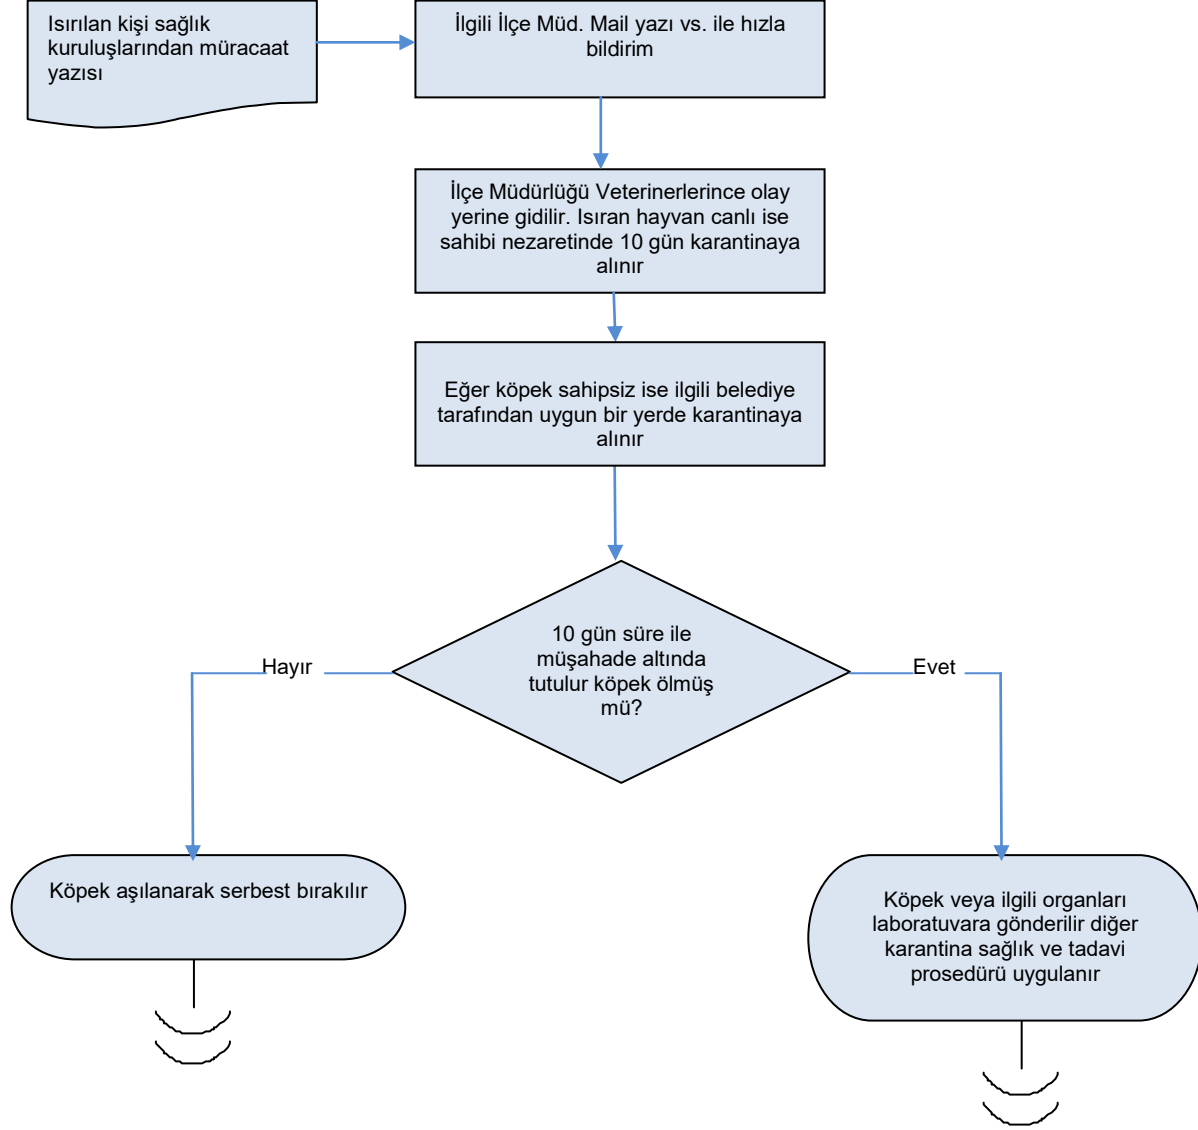 Isırılan kişi sağlık
kuruluşlarından müracaat
yazısı
İlgili İlçe Müd. Mail yazı vs. ile hızla
bildirim
İlçe Müdürlüğü Veterinerlerince olay
yerine gidilir. Isıran hayvan canlı ise
sahibi nezaretinde 10 gün karantinaya
alınır
Eğer köpek sahipsiz ise ilgili belediye
tarafından uygun bir yerde karantinaya
alınır
10 gün süre ile
müşahade altında
tutulur köpek ölmüş
mü?
Hayır
Evet
Köpek aşılanarak serbest bırakılır
Köpek veya ilgili organları
laboratuvara gönderilir diğer
karantina sağlık ve tadavi
prosedürü uygulanır